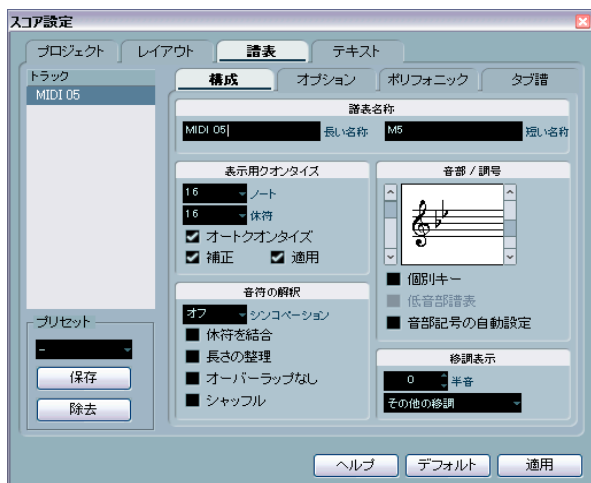 スコア設定
プロジェクト レイアウト 譜表 テキスト
トラック
MIDI 05
構成 オプション ポリフォニック タブ譜
譜表名称
MIDI 05 長い名称 M5 短い名称
表示用クオンタイズ
16 ノート
16 休符
オートクオンタイズ
補正 適用
音部 / 調号
個別キー
低音部譜表
音部記号の自動設定
音符の解釈
オフ シンコペーション
休符を結合
長さの整理
オーバーラップなし
シャッフル
移調表示
0 半音
その他の移調
プリセット
-
保存
除去
ヘルプ デフォルト 適用